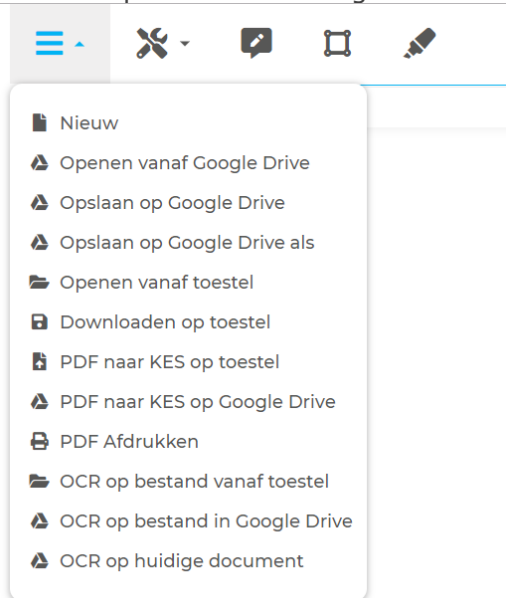 Nieuw
Openen vanaf Google Drive
Opslaan op Google Drive
Opslaan op Google Drive als
Openen vanaf toestel
Downloaden op toestel
PDF naar KES op toestel
PDF naar KES op Google Drive
PDF Afdrukken
OCR op bestand vanaf toestel
OCR op bestand in Google Drive
OCR op huidige document